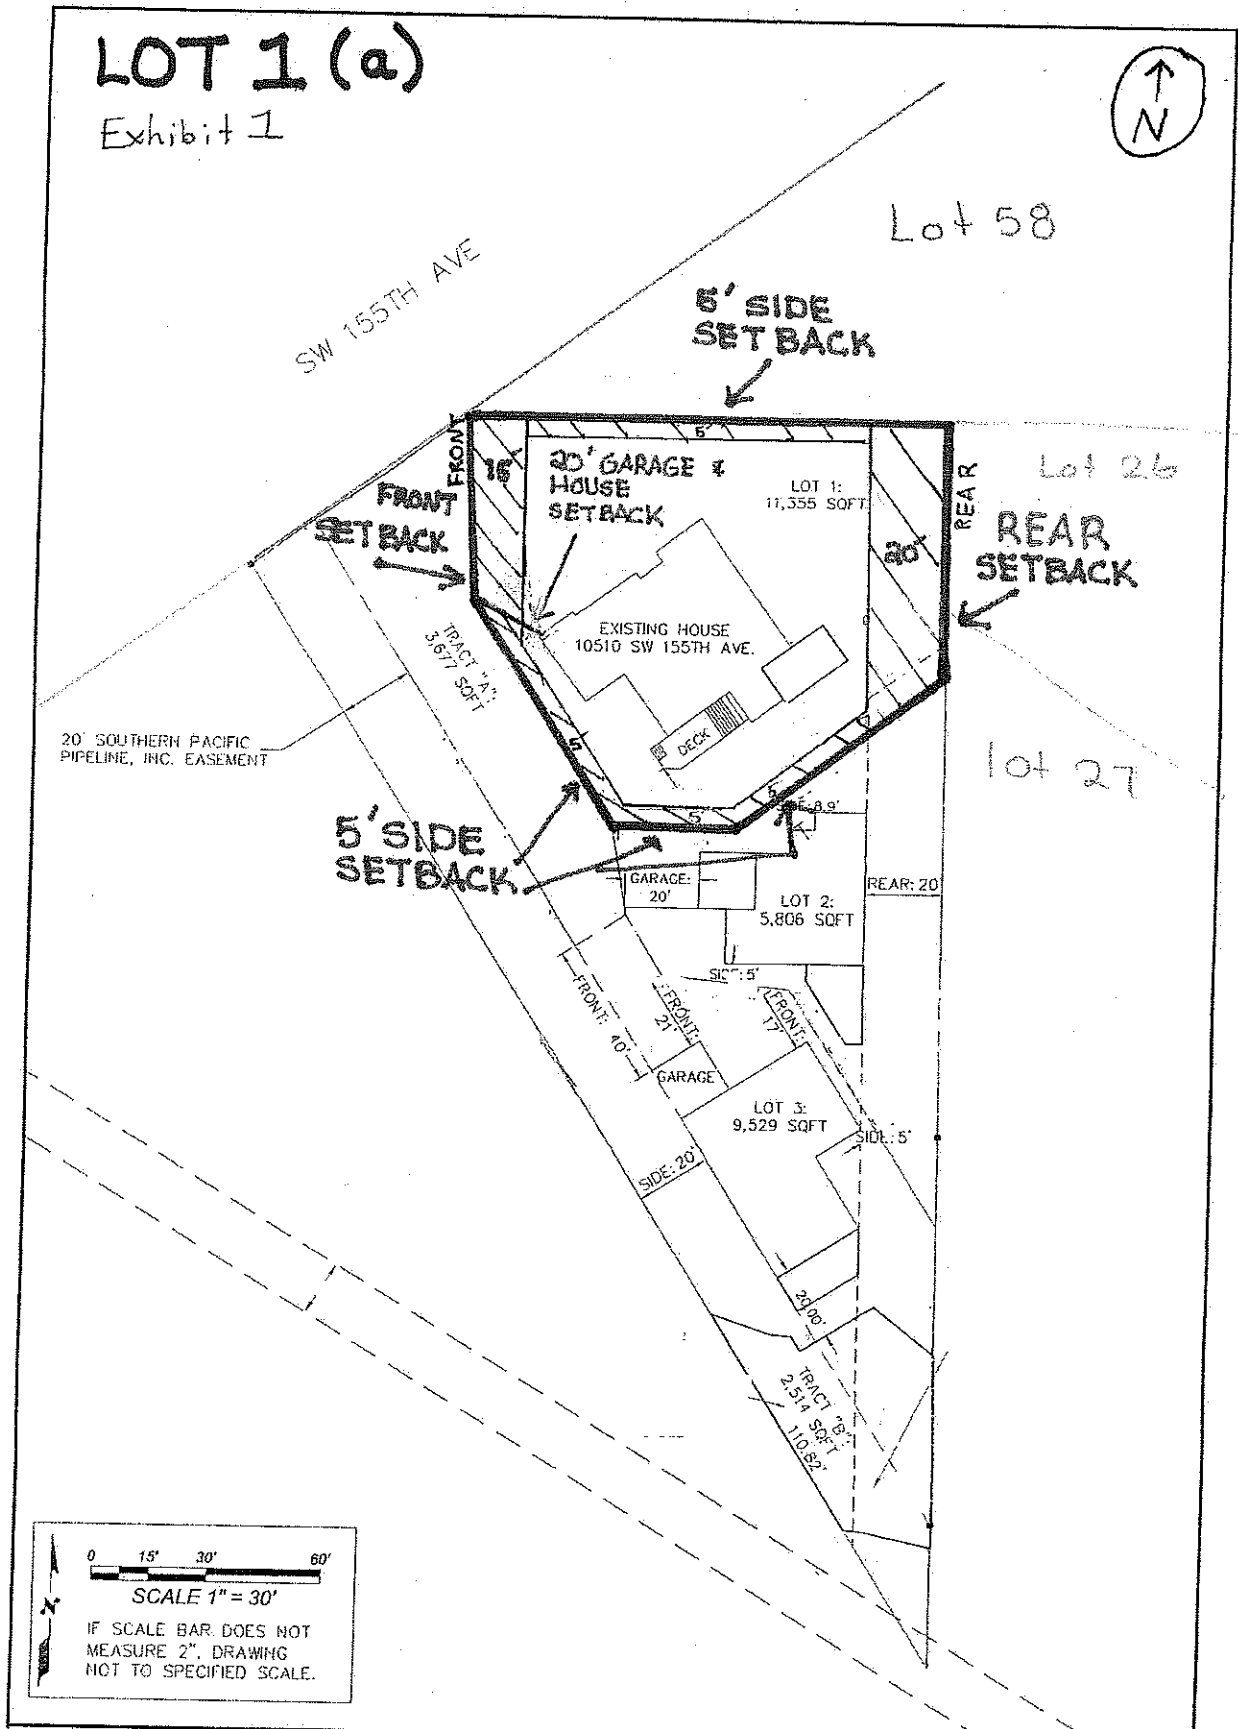 LOT 1 (a)
Exhibit 1
N
Lot 58
SW 155TH AVE
5' SIDE
SETBACK
FRONT
15'
5'
20' GARAGE &
HOUSE
SETBACK
LOT 1:
11,355 SQFT
REAR
Lot 26
FRONT
SETBACK
20'
REAR
SETBACK
EXISTING HOUSE
10510 SW 155TH AVE.
TRACT "A":
3,677 SQFT
20' SOUTHERN PACIFIC
PIPELINE, INC. EASEMENT
DECK
lot 27
5'
5'
5'
8.9'
5' SIDE
SETBACK
GARAGE:
20'
LOT 2:
5,806 SQFT
REAR: 20'
SIDE: 5'
FRONT: 40'
FRONT:
21'
FRONT:
17'
GARAGE
LOT 3:
9,529 SQFT
SIDE: 5'
SIDE: 20'
20.00'
TRACT "B":
2,514 SQFT
110.82'
0 15' 30' 60'
SCALE 1" = 30'
N
IF SCALE BAR DOES NOT
MEASURE 2", DRAWING
NOT TO SPECIFIED SCALE.